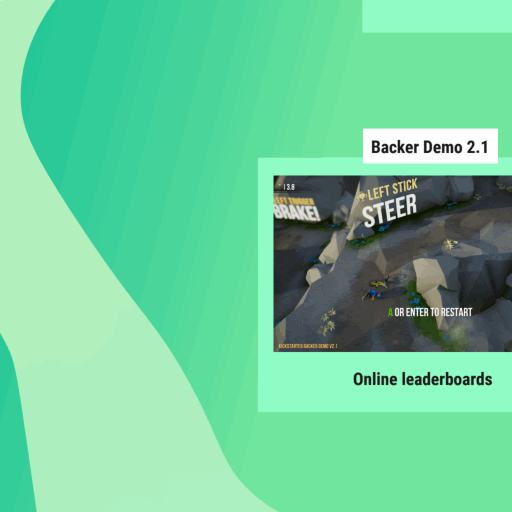 Backer Demo 2.1
13.8
LEFT STICK
LEFT TRIGGER
STEER
BRAKE!
A OR ENTER TO RESTART
KICKSTARTER BACKER DEMO V2.1
Online leaderboards